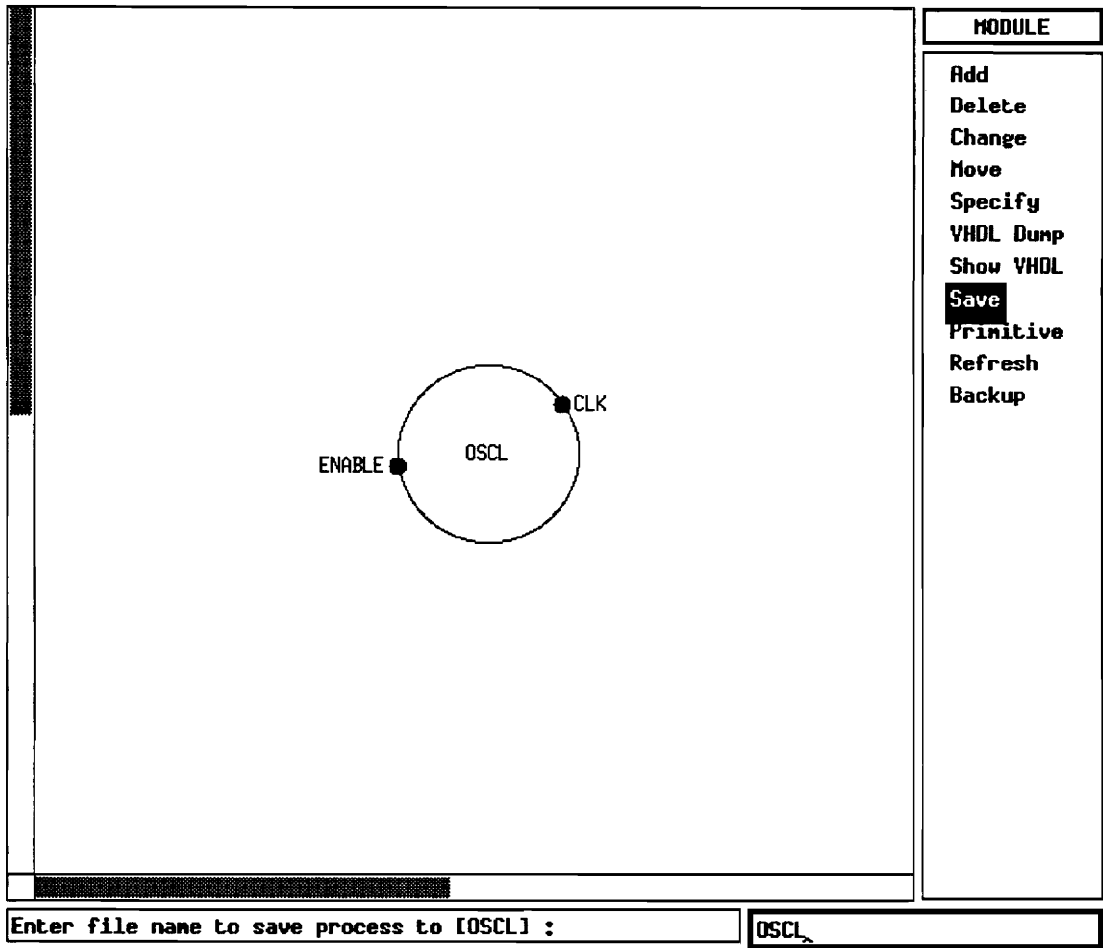 MODULE
Add
Delete
Change
Move
Specify
VHDL Dump
Show VHDL
Save
Primitive
Refresh
Backup
CLK
OSCL
ENABLE
Enter file name to save process to [OSCL] :
OSCL^